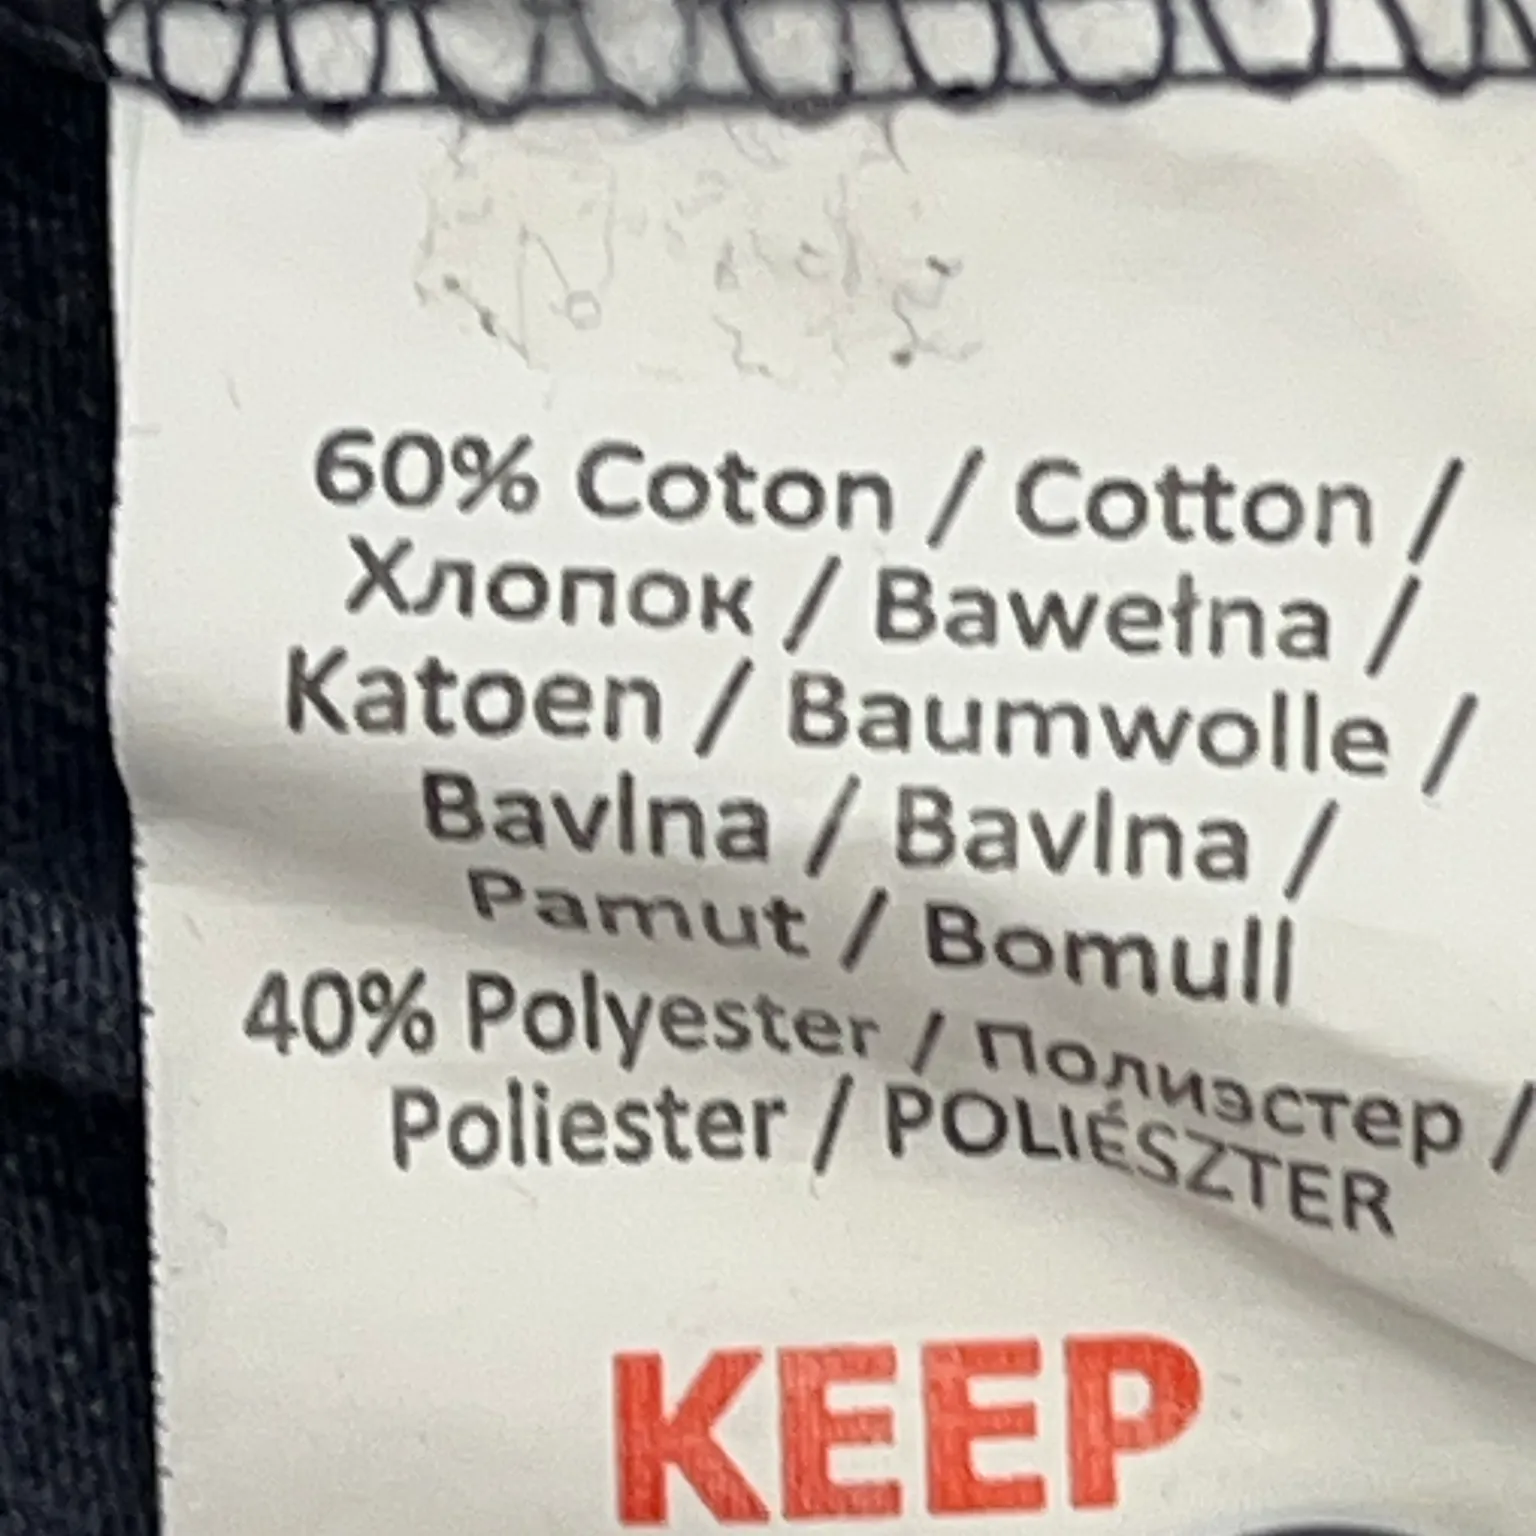 60% Coton / Cotton /
Хлопок / Bawełna /
Katoen / Baumwolle /
Bavlna / Bavlna /
Pamut / Bomull
40% Polyester / Полиэстер /
Poliester / POLIÉSZTER
KEEP